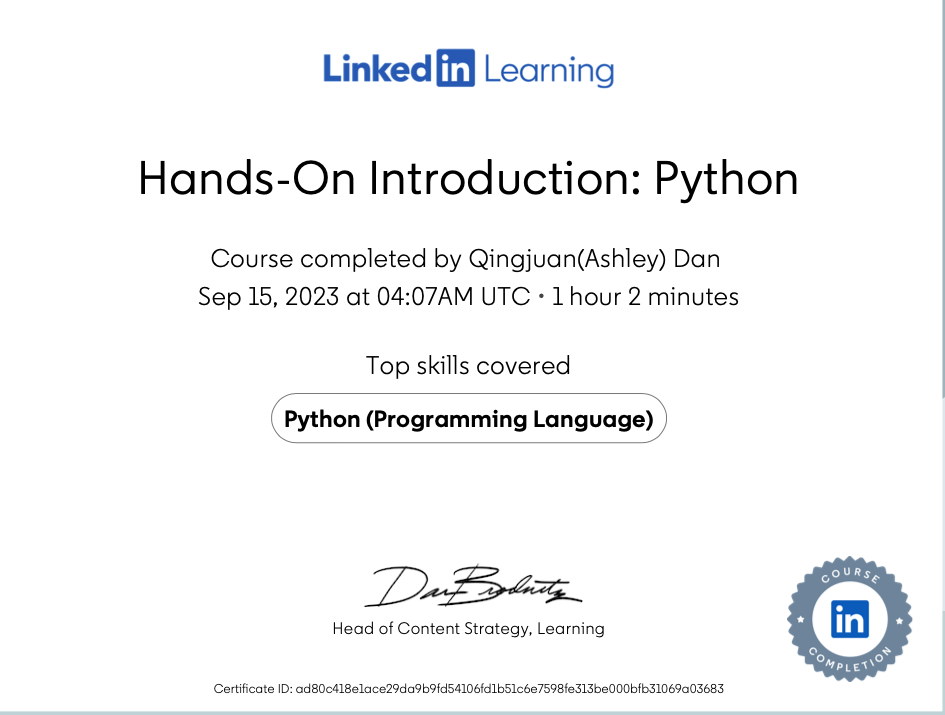 LinkedIn Learning
Hands-On Introduction: Python
Course completed by Qingjuan(Ashley) Dan
Sep 15, 2023 at 04:07AM UTC • 1 hour 2 minutes
Top skills covered
Python (Programming Language)
Dan Brodnitz
Head of Content Strategy, Learning
COURSE
in
COMPLETION
Certificate ID: ad80c418e1ace29da9b9fd54106fd1b51c6e7598fe313be000bfb31069a03683